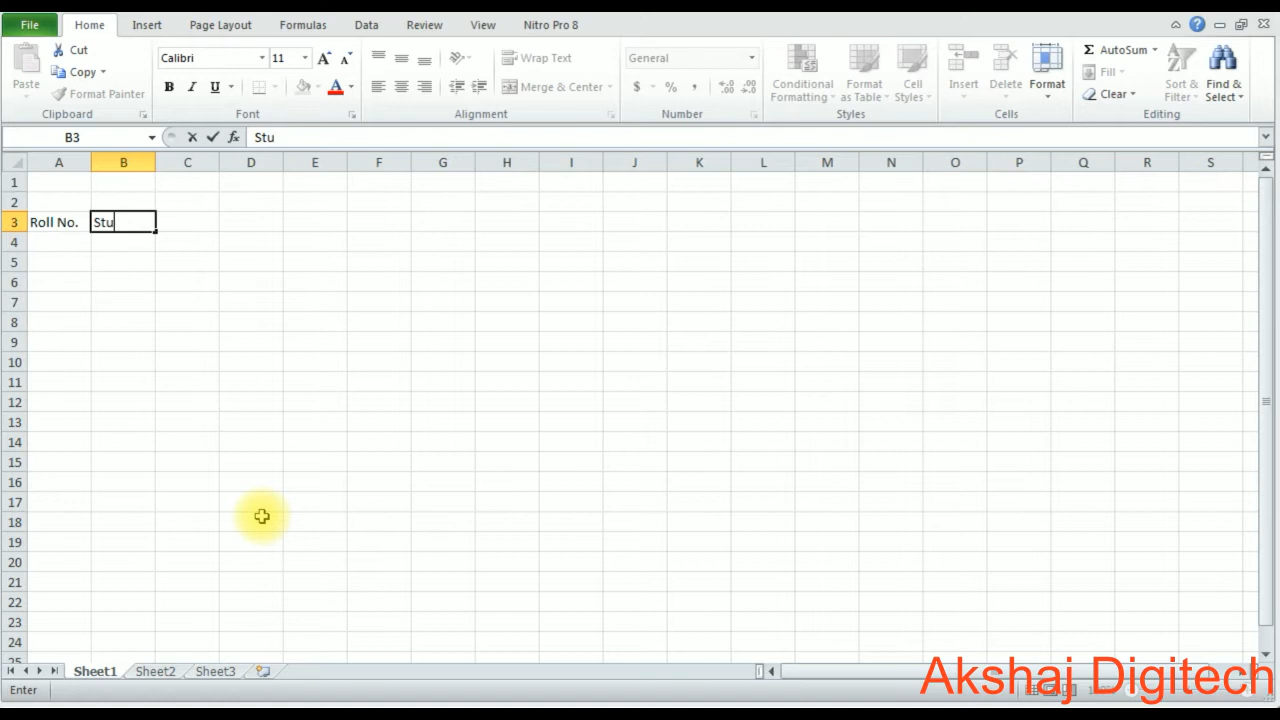 File Home Insert Page Layout Formulas Data Review View Nitro Pro 8
Cut Calibri 11 Wrap Text General AutoSum
Copy Fill
Paste Format Painter B I U Merge & Center $ % , Conditional Formatting Format as Table Cell Styles Insert Delete Format Clear Sort & Filter Find & Select
Clipboard Font Alignment Number Styles Cells Editing
B3 fx Stu
A B C D E F G H I J K L M N O P Q R S
1
2
3 Roll No. Stu
4
5
6
7
8
9
10
11
12
13
14
15
16
17
18
19
20
21
22
23
24
25
Sheet1 Sheet2 Sheet3
Enter
Akshaj Digitech